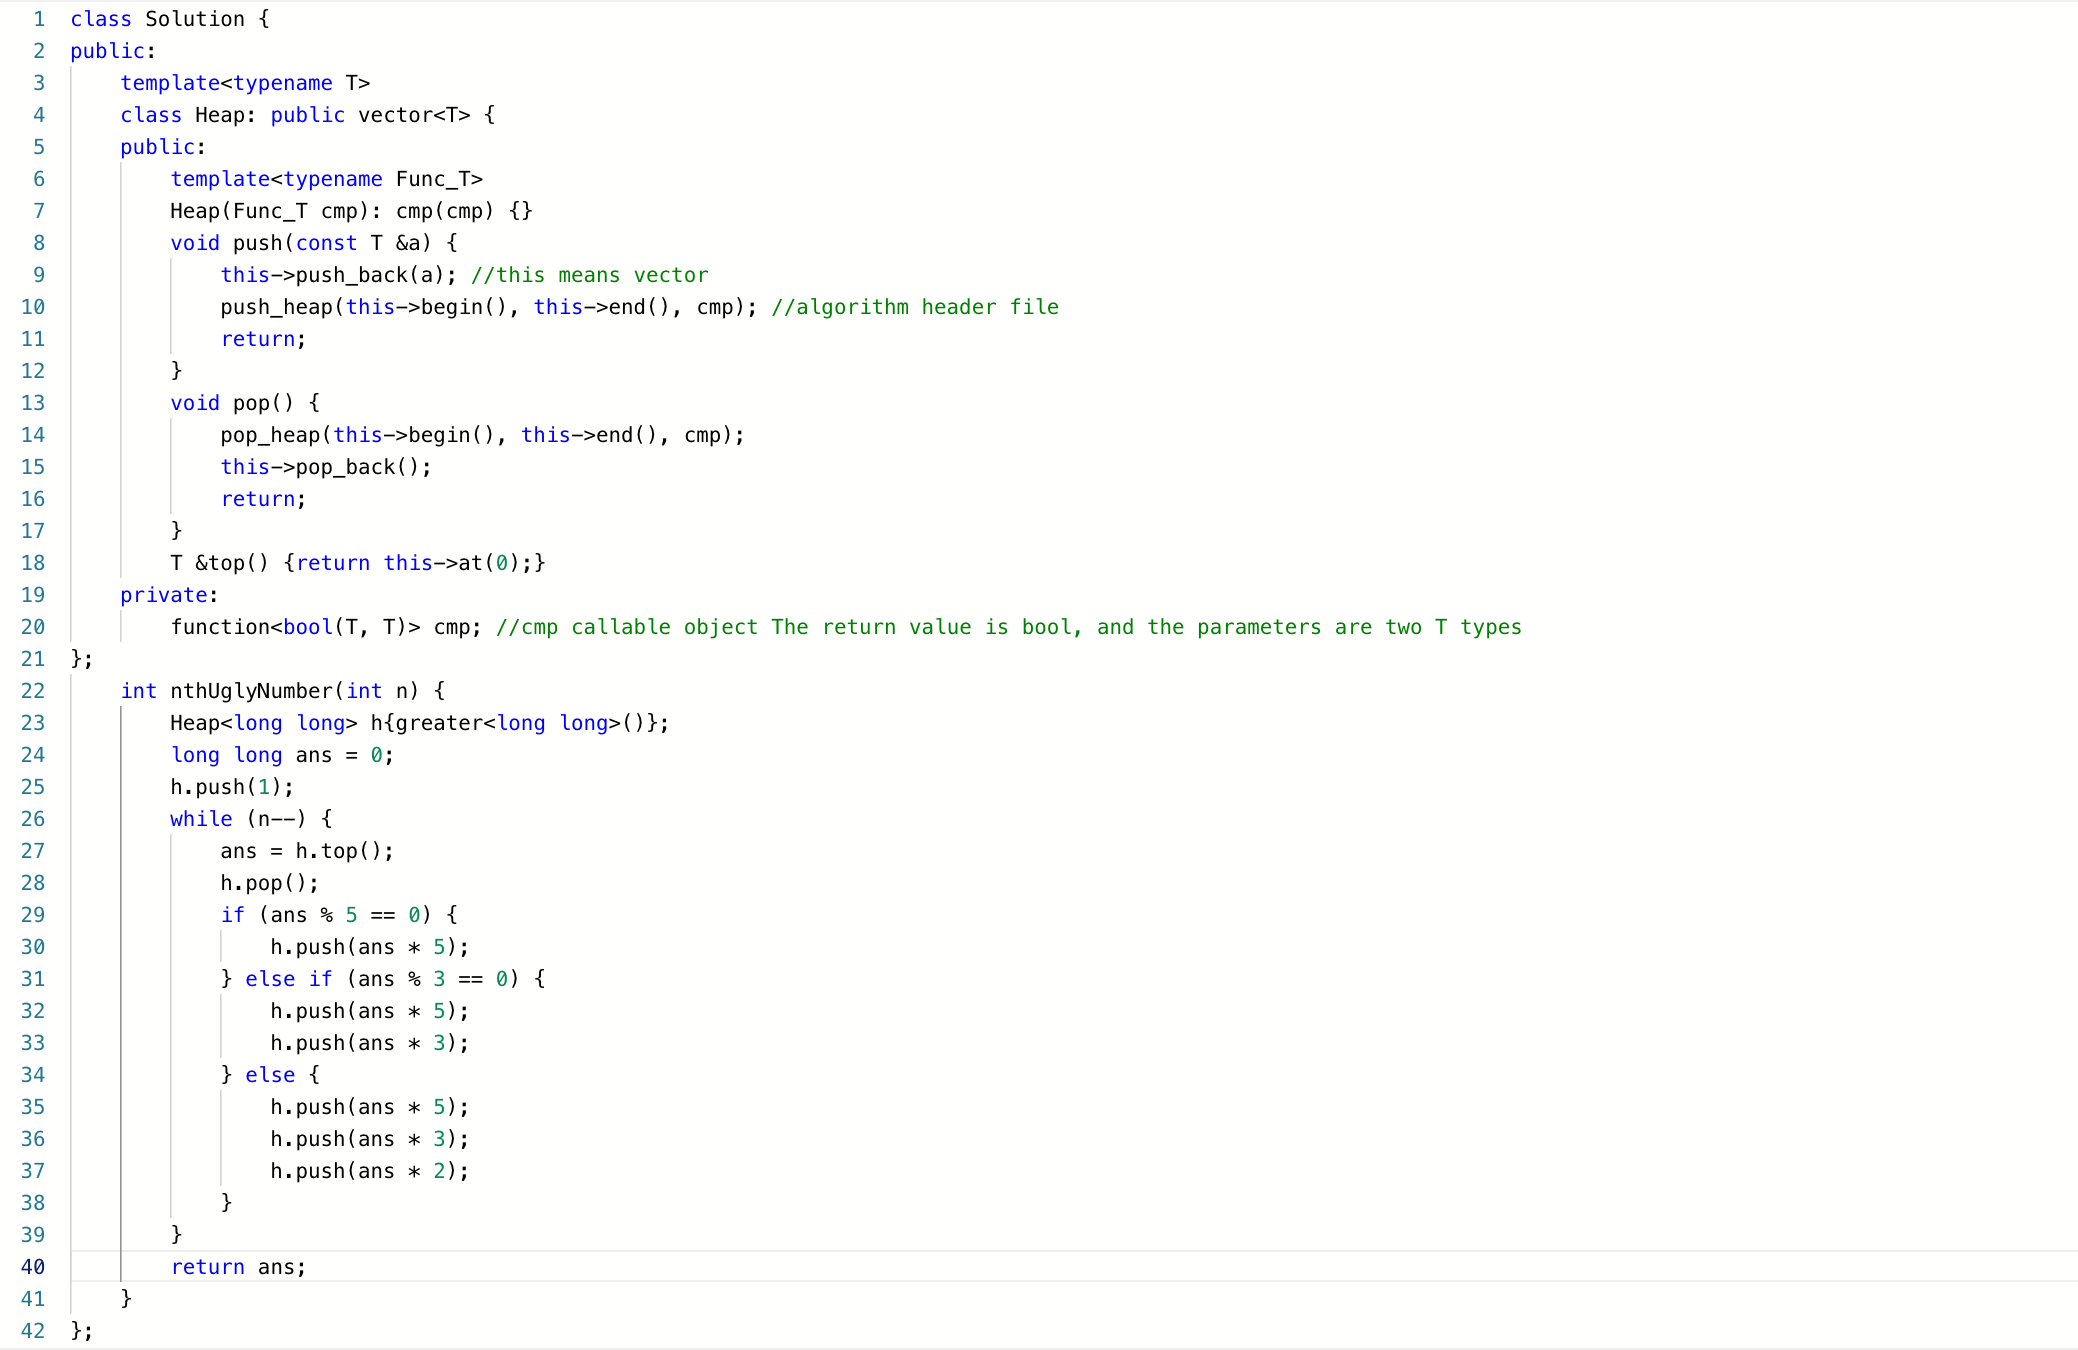 1 class Solution {
2 public:
3     template<typename T>
4     class Heap: public vector<T> {
5     public:
6         template<typename Func_T>
7         Heap(Func_T cmp): cmp(cmp) {}
8         void push(const T &a) {
9             this->push_back(a); //this means vector
10             push_heap(this->begin(), this->end(), cmp); //algorithm header file
11             return;
12         }
13         void pop() {
14             pop_heap(this->begin(), this->end(), cmp);
15             this->pop_back();
16             return;
17         }
18         T &top() {return this->at(0);}
19     private:
20         function<bool(T, T)> cmp; //cmp callable object The return value is bool, and the parameters are two T types
21 };
22     int nthUglyNumber(int n) {
23         Heap<long long> h{greater<long long>()};
24         long long ans = 0;
25         h.push(1);
26         while (n--) {
27             ans = h.top();
28             h.pop();
29             if (ans % 5 == 0) {
30                 h.push(ans * 5);
31             } else if (ans % 3 == 0) {
32                 h.push(ans * 5);
33                 h.push(ans * 3);
34             } else {
35                 h.push(ans * 5);
36                 h.push(ans * 3);
37                 h.push(ans * 2);
38             }
39         }
40         return ans;
41     }
42 };